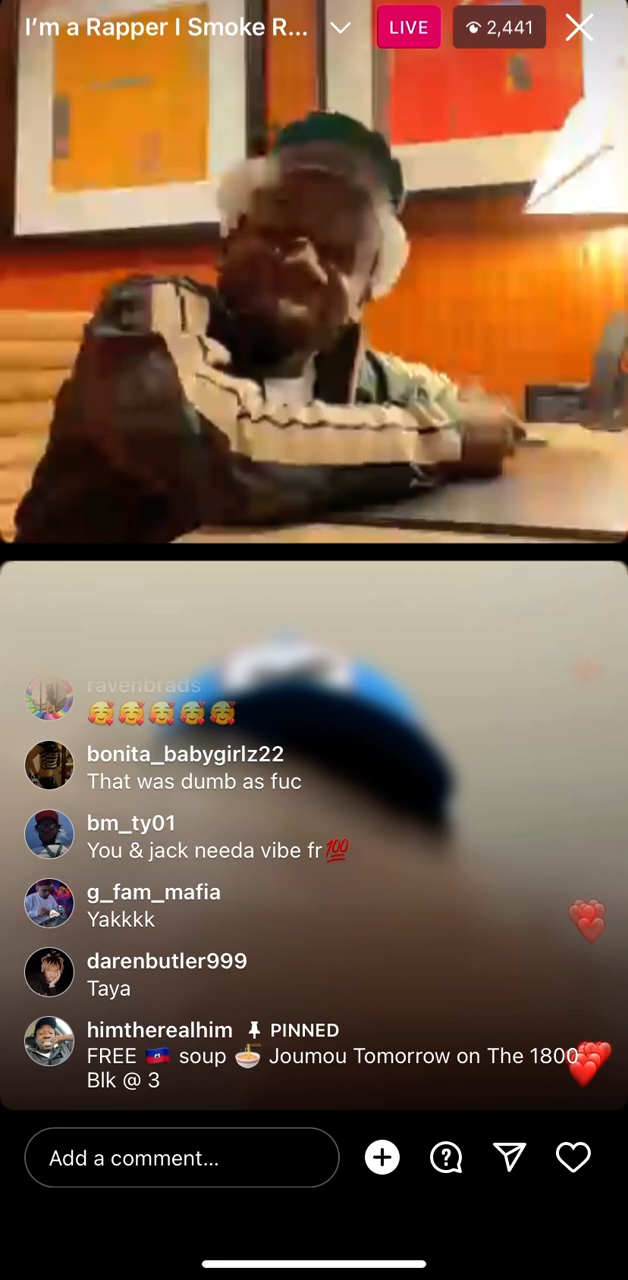 I’m a Rapper I Smoke R...
LIVE
2,441
ravenbrads
🥰🥰🥰🥰🥰
bonita_babygirlz22
That was dumb as fuc
bm_ty01
You & jack needa vibe fr💯
g_fam_mafia
Yakkkk
darenbutler999
Taya
himtherealhim PINNED
FREE 🇭🇹 soup 🍜 Joumou Tomorrow on The 1800
Blk @ 3
Add a comment...